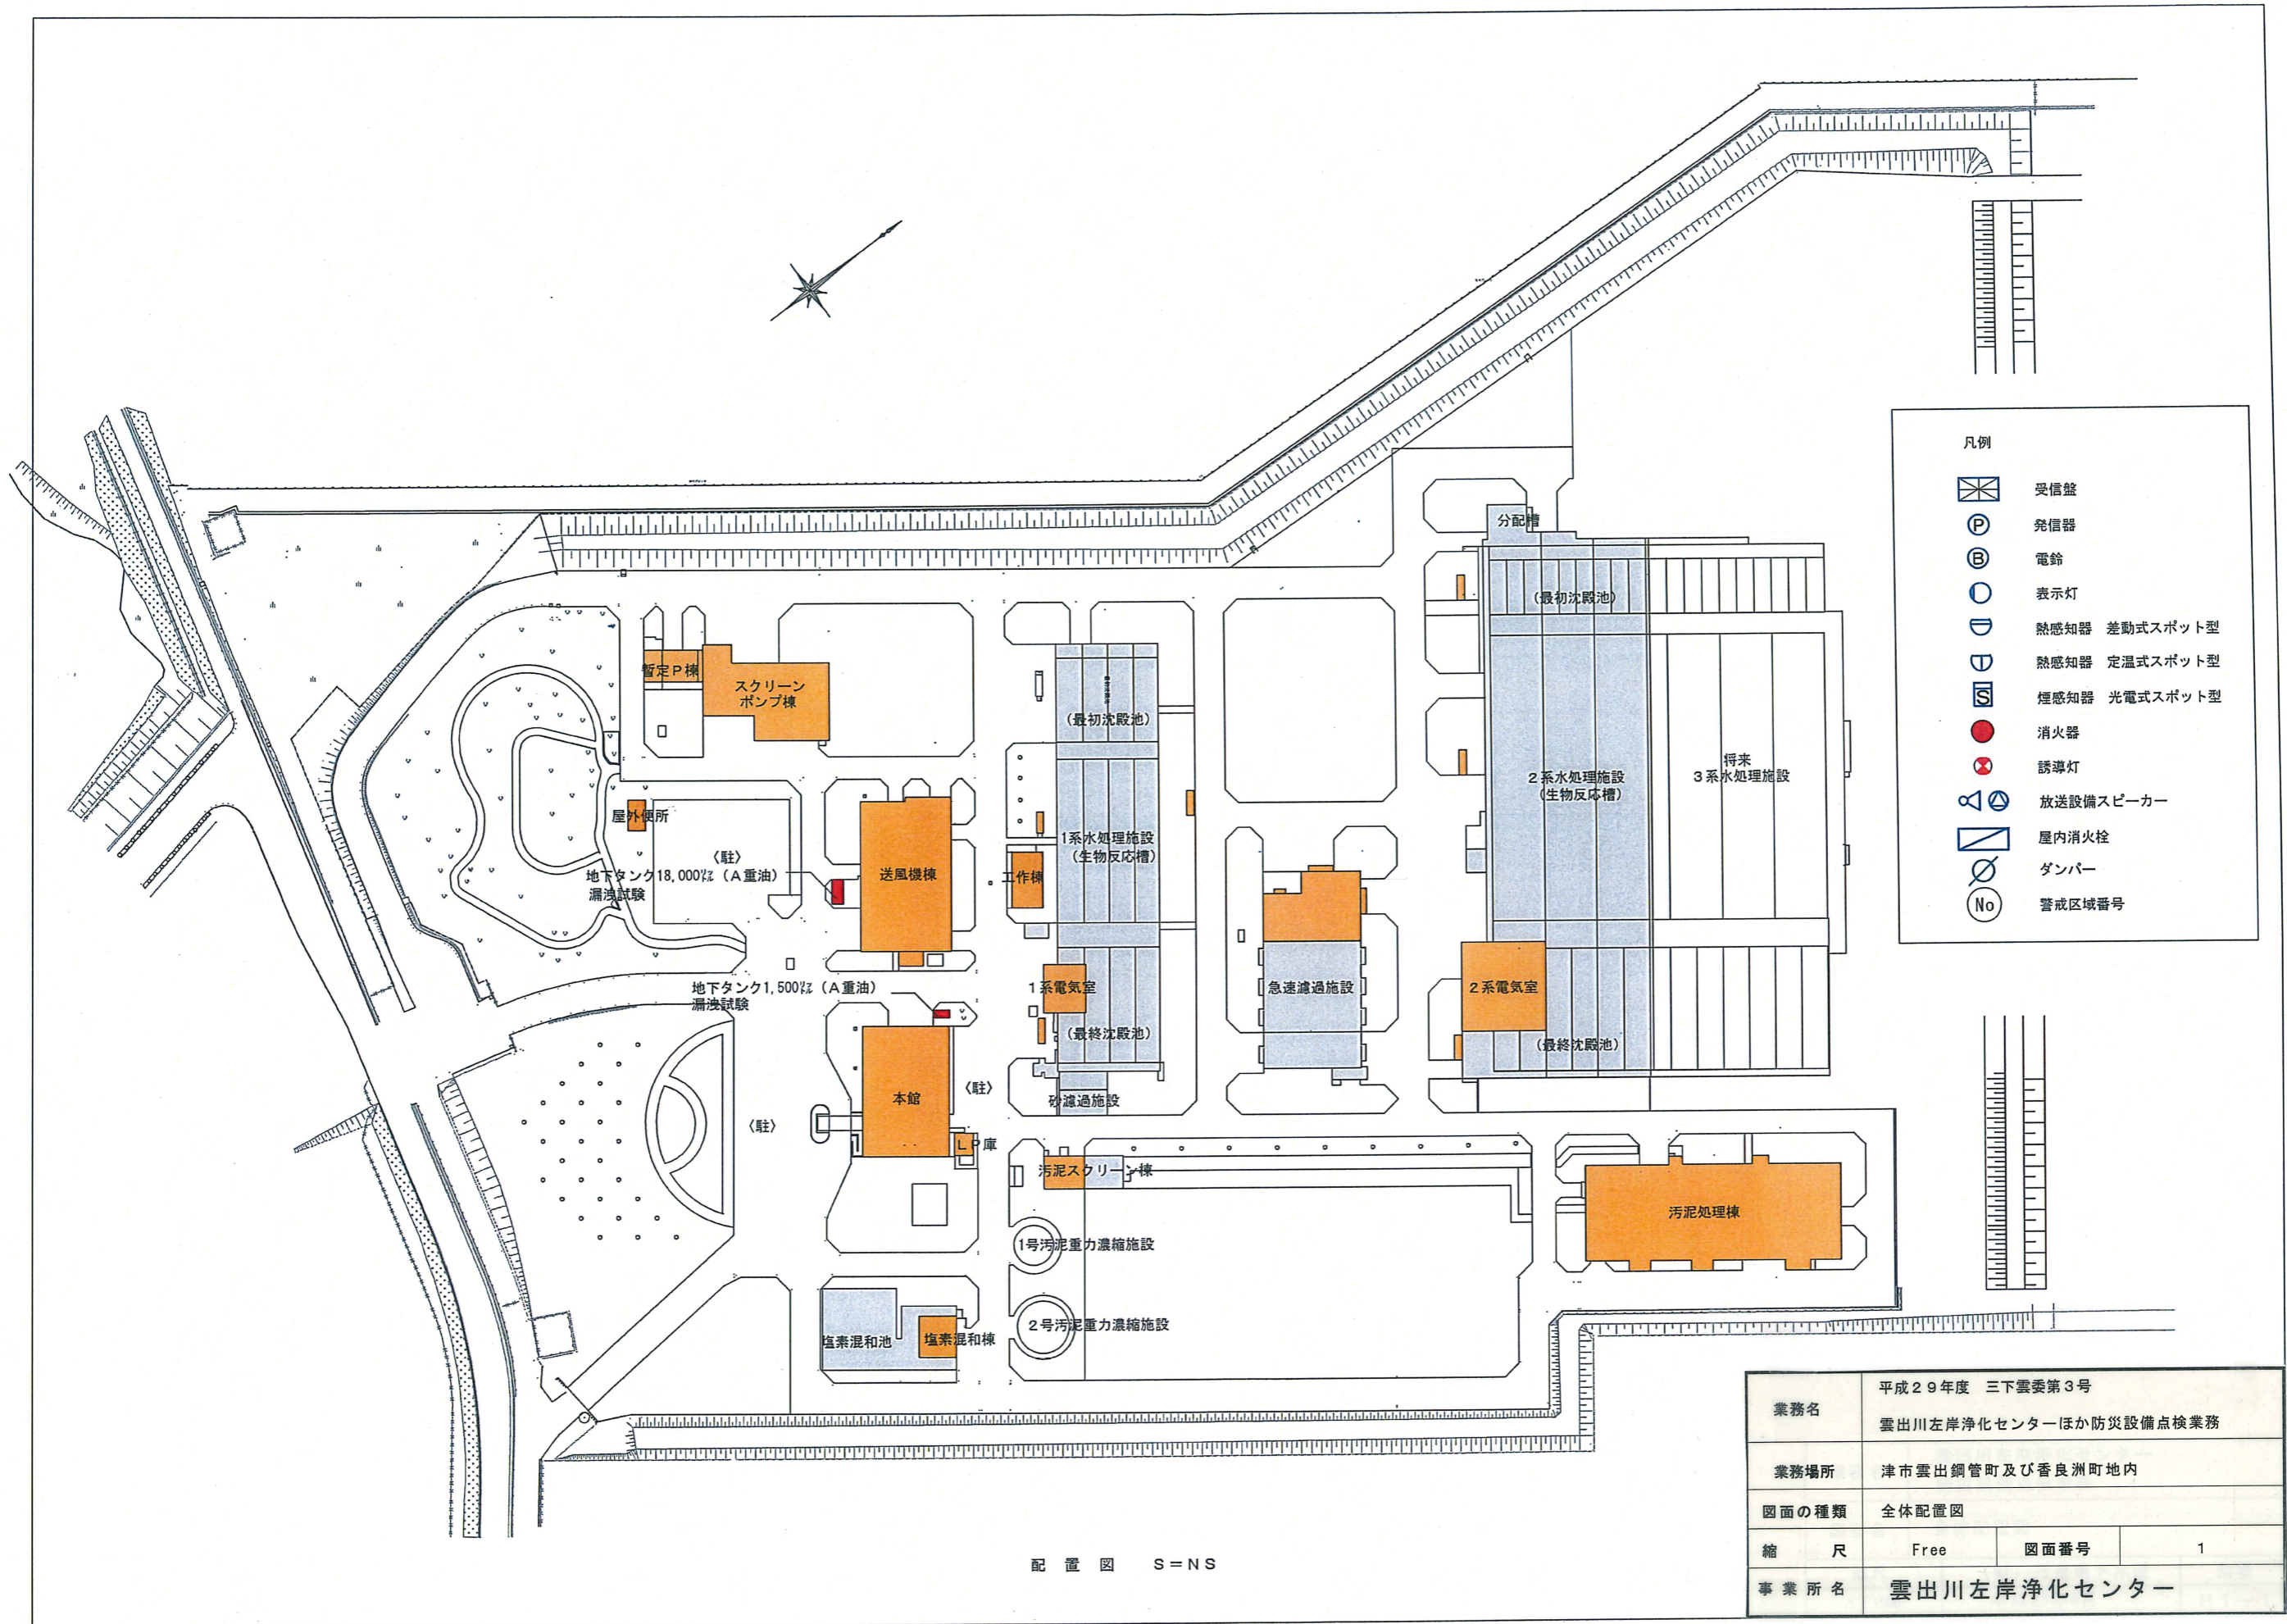 凡例
受信盤
P
発信器
B
電鈴
表示灯
熱感知器　差動式スポット型
熱感知器　定温式スポット型
S
煙感知器　光電式スポット型
消火器
誘導灯
放送設備スピーカー
屋内消火栓
ダンパー
No
警戒区域番号
分配槽
(最初沈殿池)
暫定Ｐ棟
スクリーン
ポンプ棟
(最初沈殿池)
２系水処理施設
(生物反応槽)
将来
３系水処理施設
屋外便所
〈駐〉
地下タンク18,000㍑（Ａ重油）
漏洩試験
送風機棟
工作棟
１系水処理施設
(生物反応槽)
地下タンク1,500㍑（Ａ重油）
漏洩試験
１系電気室
(最終沈殿池)
急速濾過施設
２系電気室
(最終沈殿池)
本館
〈駐〉
〈駐〉
砂濾過施設
ＬＰ庫
汚泥スクリーン棟
汚泥処理棟
1号汚泥重力濃縮施設
２号汚泥重力濃縮施設
塩素混和池
塩素混和棟
配置図　Ｓ＝ＮＳ
業務名
平成２９年度　三下雲委第３号
雲出川左岸浄化センターほか防災設備点検業務
業務場所
津市雲出鋼管町及び香良洲町地内
図面の種類
全体配置図
縮尺
Free
図面番号
1
事業所名
雲出川左岸浄化センター